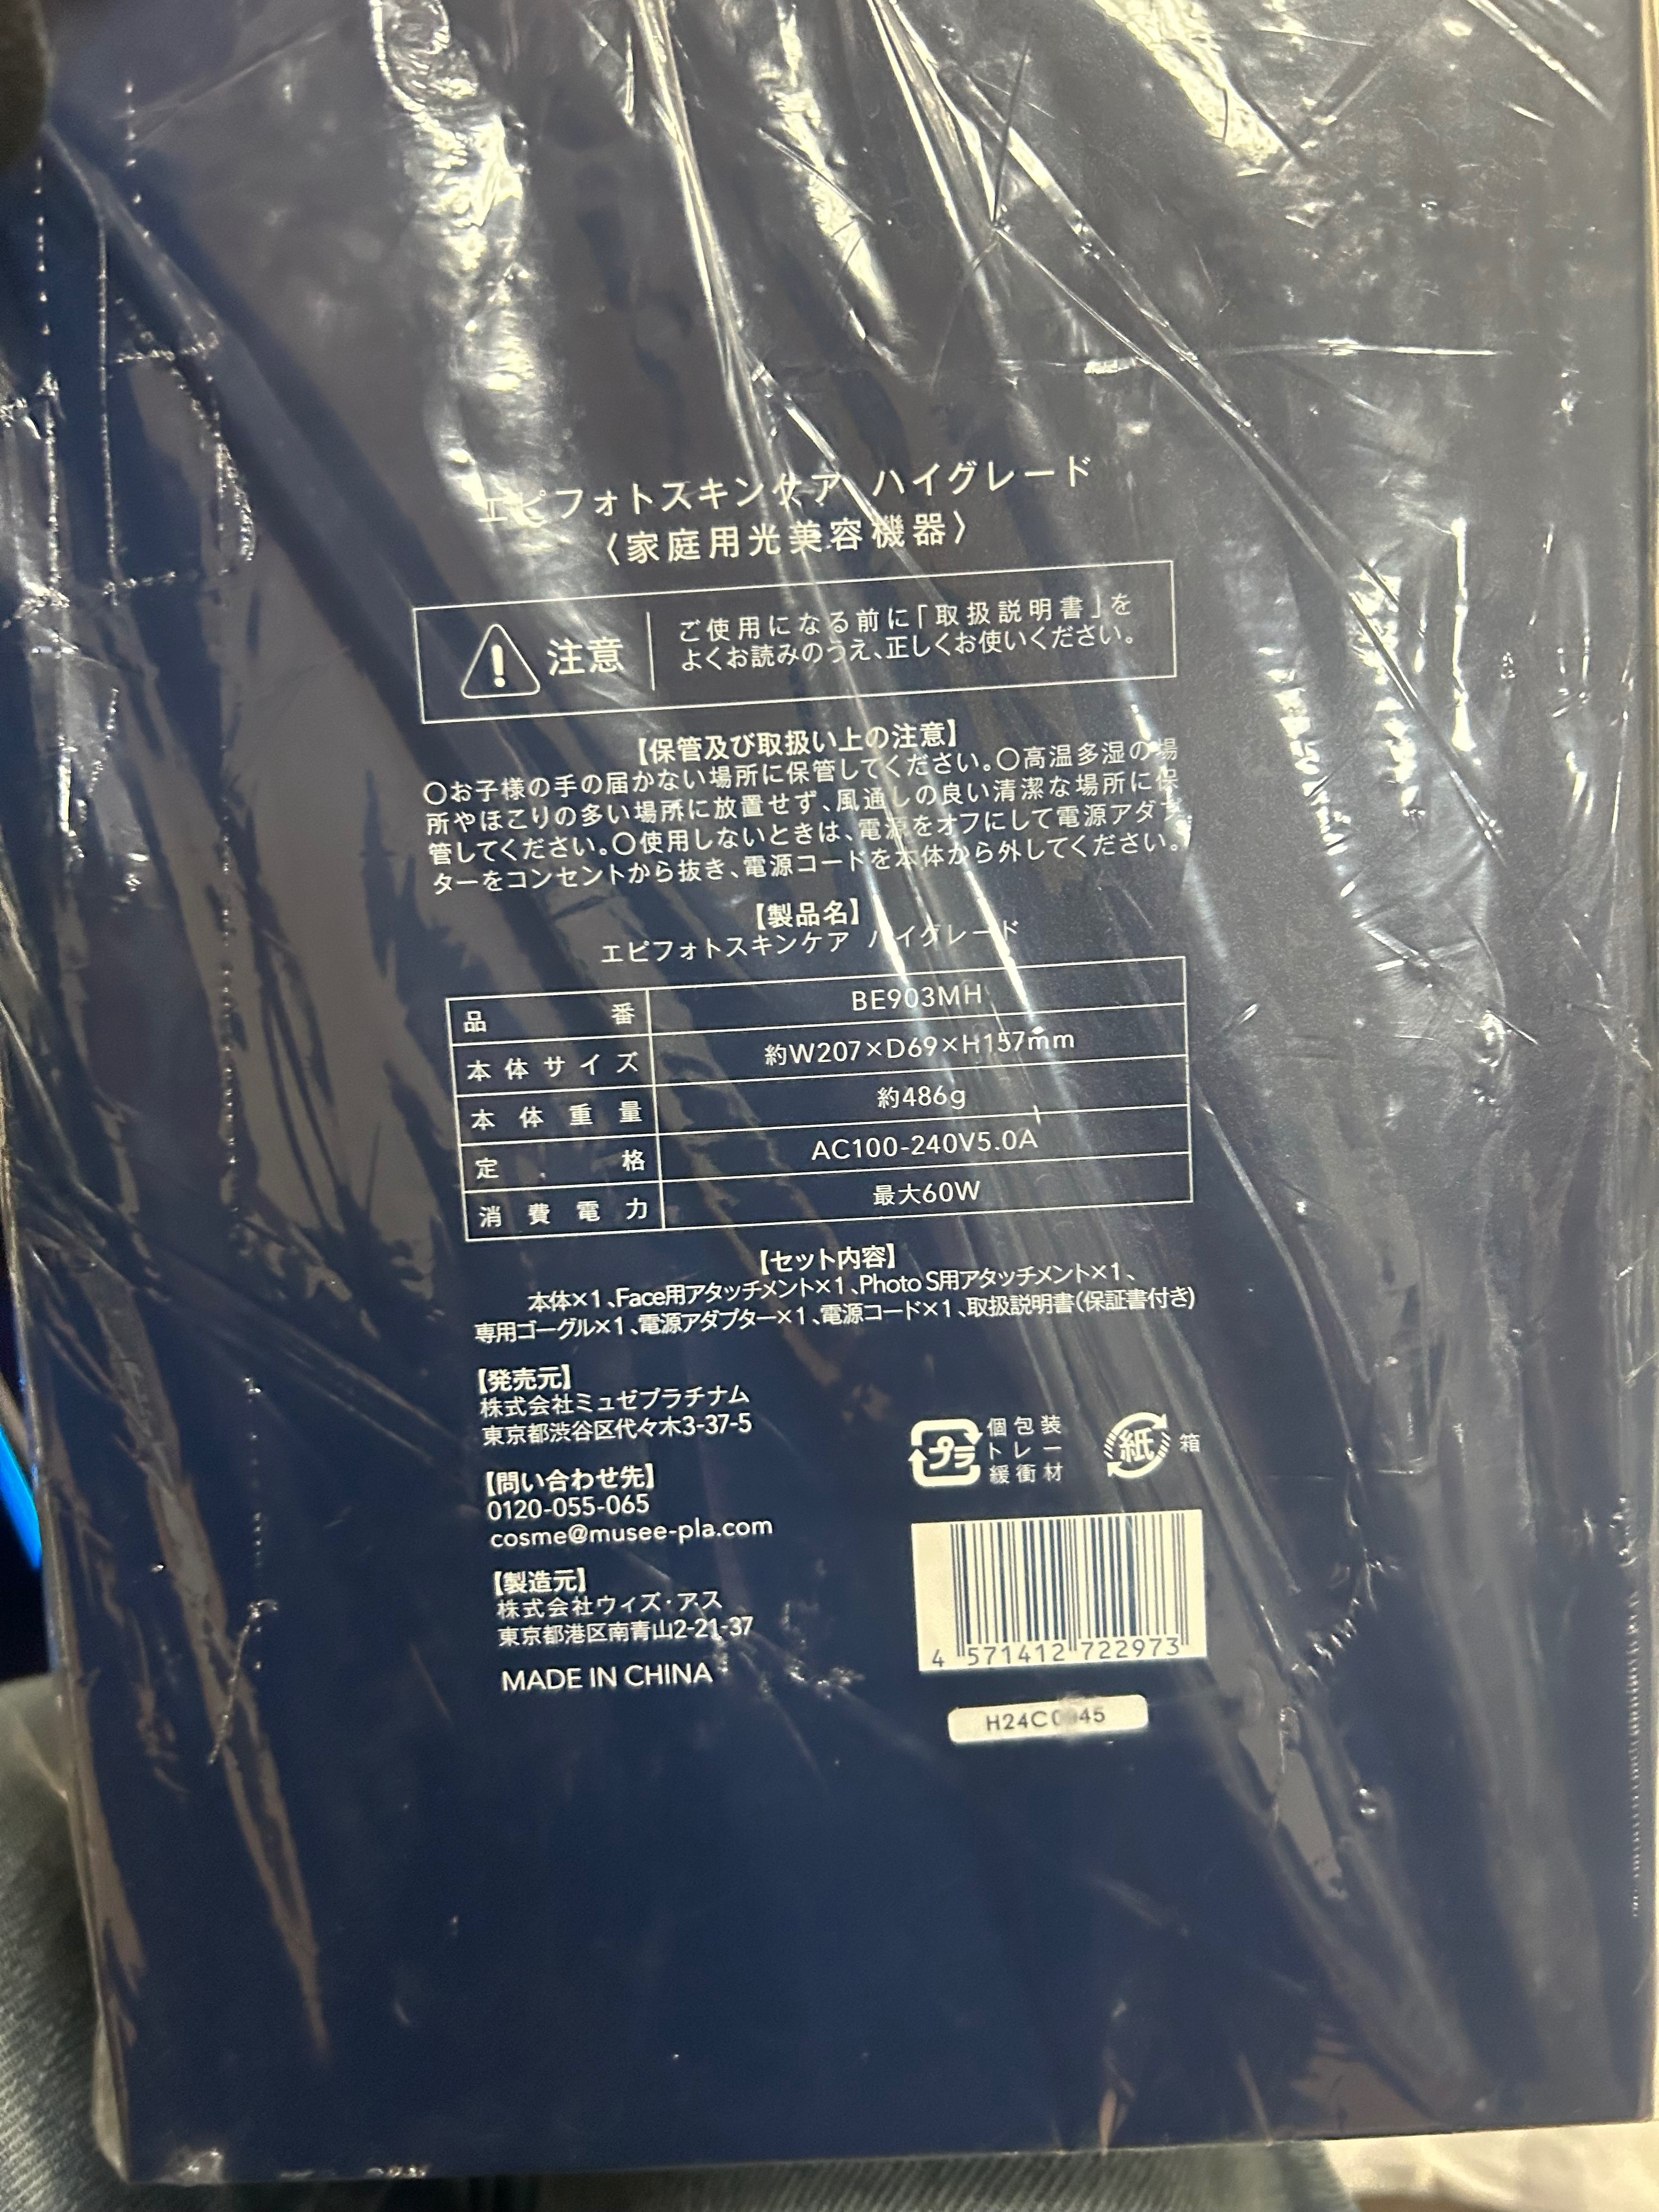 エピフォトスキンケア ハイグレード
〈家庭用光美容機器〉
注意
ご使用になる前に「取扱説明書」を
よくお読みのうえ、正しくお使いください。
【保管及び取扱い上の注意】
〇お子様の手の届かない場所に保管してください。〇高温多湿の場
所やほこりの多い場所に放置せず、風通しの良い清潔な場所に保
管してください。〇使用しないときは、電源をオフにして電源アダプ
ターをコンセントから抜き、電源コードを本体から外してください。
【製品名】
エピフォトスキンケア ハイグレード
品番 BE903MH
本体サイズ 約W207×D69×H157mm
本体重量 約486g
定格 AC100-240V5.0A
消費電力 最大60W
【セット内容】
本体×1、Face用アタッチメント×1、Photo S用アタッチメント×1、
専用ゴーグル×1、電源アダプター×1、電源コード×1、取扱説明書(保証書付き)
【発売元】
株式会社ミュゼプラチナム
東京都渋谷区代々木3-37-5
【問い合わせ先】
0120-055-065
cosme@musee-pla.com
【製造元】
株式会社ウィズ・アス
東京都港区南青山2-21-37
MADE IN CHINA
プラ
個包装
トレー
緩衝材
紙
箱
4 571412 722973